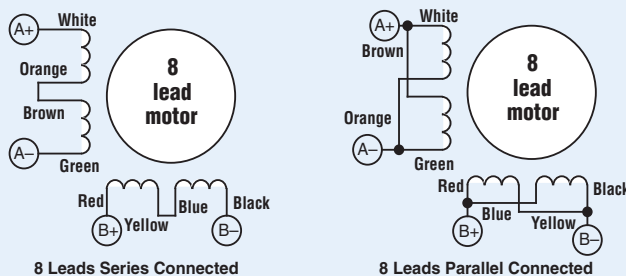 A+
White
Orange
Brown
A−
Green
8
lead
motor
Red
Yellow
Blue
Black
B+
B−
8 Leads Series Connected
A+
White
Brown
Orange
A−
Green
8
lead
motor
Red
Blue
Yellow
Black
B+
B−
8 Leads Parallel Connected